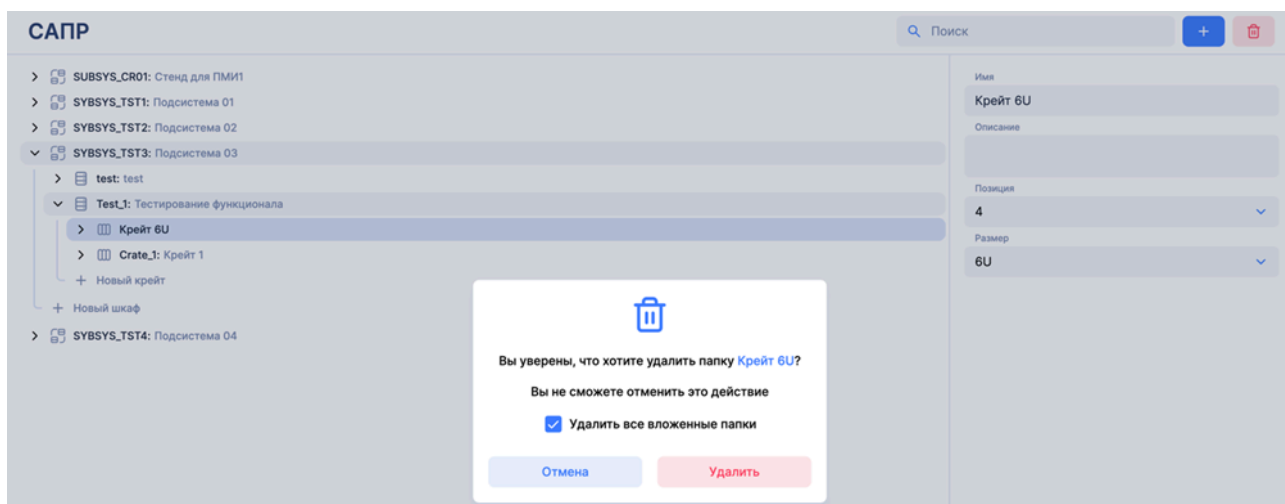 САПР
Поиск
SUBSYS_CR01: Стенд для ПМИ1
SYBSYS_TST1: Подсистема 01
SYBSYS_TST2: Подсистема 02
SYBSYS_TST3: Подсистема 03
test: test
Test_1: Тестирование функционала
Крейт 6U
Crate_1: Крейт 1
Новый крейт
Новый шкаф
SYBSYS_TST4: Подсистема 04
Имя
Крейт 6U
Описание
Позиция
4
Размер
6U
Вы уверены, что хотите удалить папку Крейт 6U?
Вы не сможете отменить это действие
Удалить все вложенные папки
Отмена
Удалить